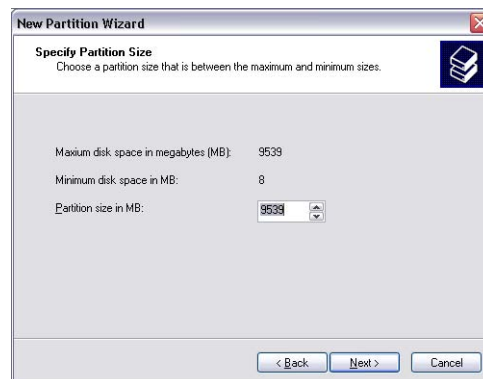 New Partition Wizard
Specify Partition Size
Choose a partition size that is between the maximum and minimum sizes.
Maxium disk space in megabytes (MB): 9539
Minimum disk space in MB: 8
Partition size in MB: 9539
< Back Next > Cancel